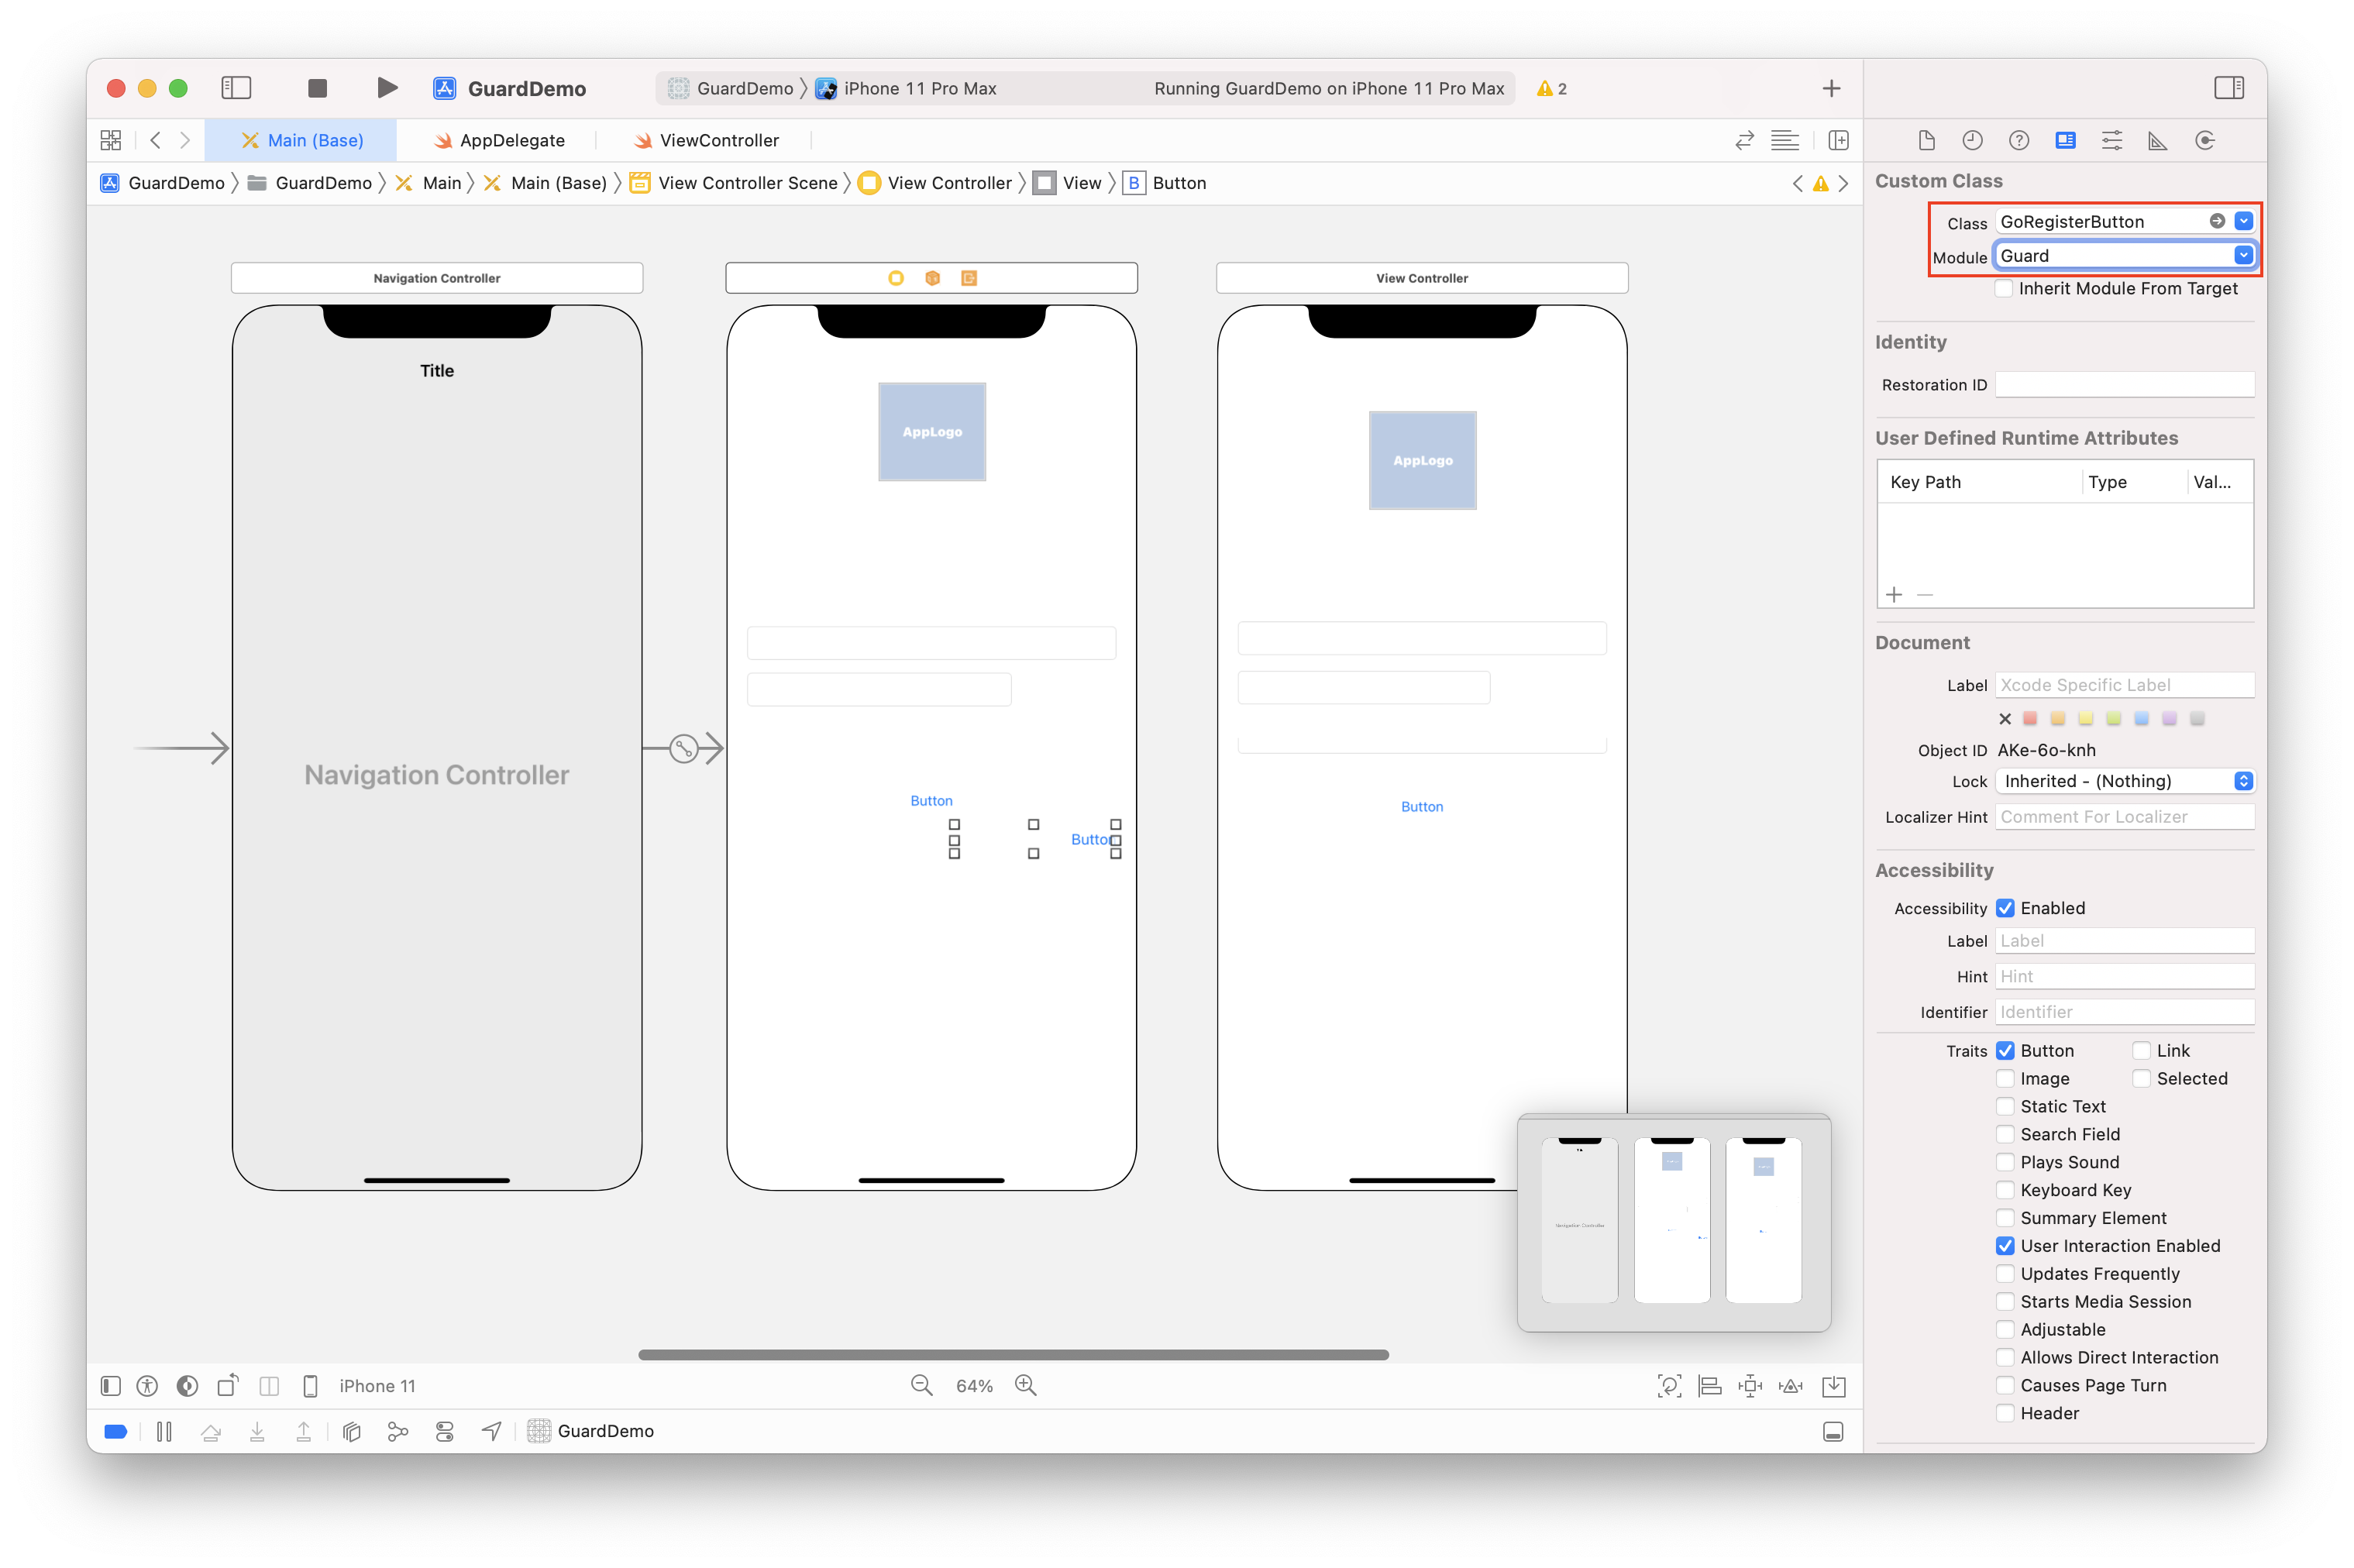 GuardDemo
GuardDemo
iPhone 11 Pro Max
Running GuardDemo on iPhone 11 Pro Max
2
Main (Base)
AppDelegate
ViewController
GuardDemo
GuardDemo
Main
Main (Base)
View Controller Scene
View Controller
View
B
Button
Navigation Controller
Title
Navigation Controller
AppLogo
Button
Button
View Controller
AppLogo
Button
Navigation Controller
iPhone 11
64%
GuardDemo
Custom Class
Class
GoRegisterButton
Module
Guard
Inherit Module From Target
Identity
Restoration ID
User Defined Runtime Attributes
Key Path
Type
Val...
Document
Label
Xcode Specific Label
Object ID
AKe-6o-knh
Lock
Inherited - (Nothing)
Localizer Hint
Comment For Localizer
Accessibility
Accessibility
Enabled
Label
Label
Hint
Hint
Identifier
Identifier
Traits
Button
Link
Image
Selected
Static Text
Search Field
Plays Sound
Keyboard Key
Summary Element
User Interaction Enabled
Updates Frequently
Starts Media Session
Adjustable
Allows Direct Interaction
Causes Page Turn
Header